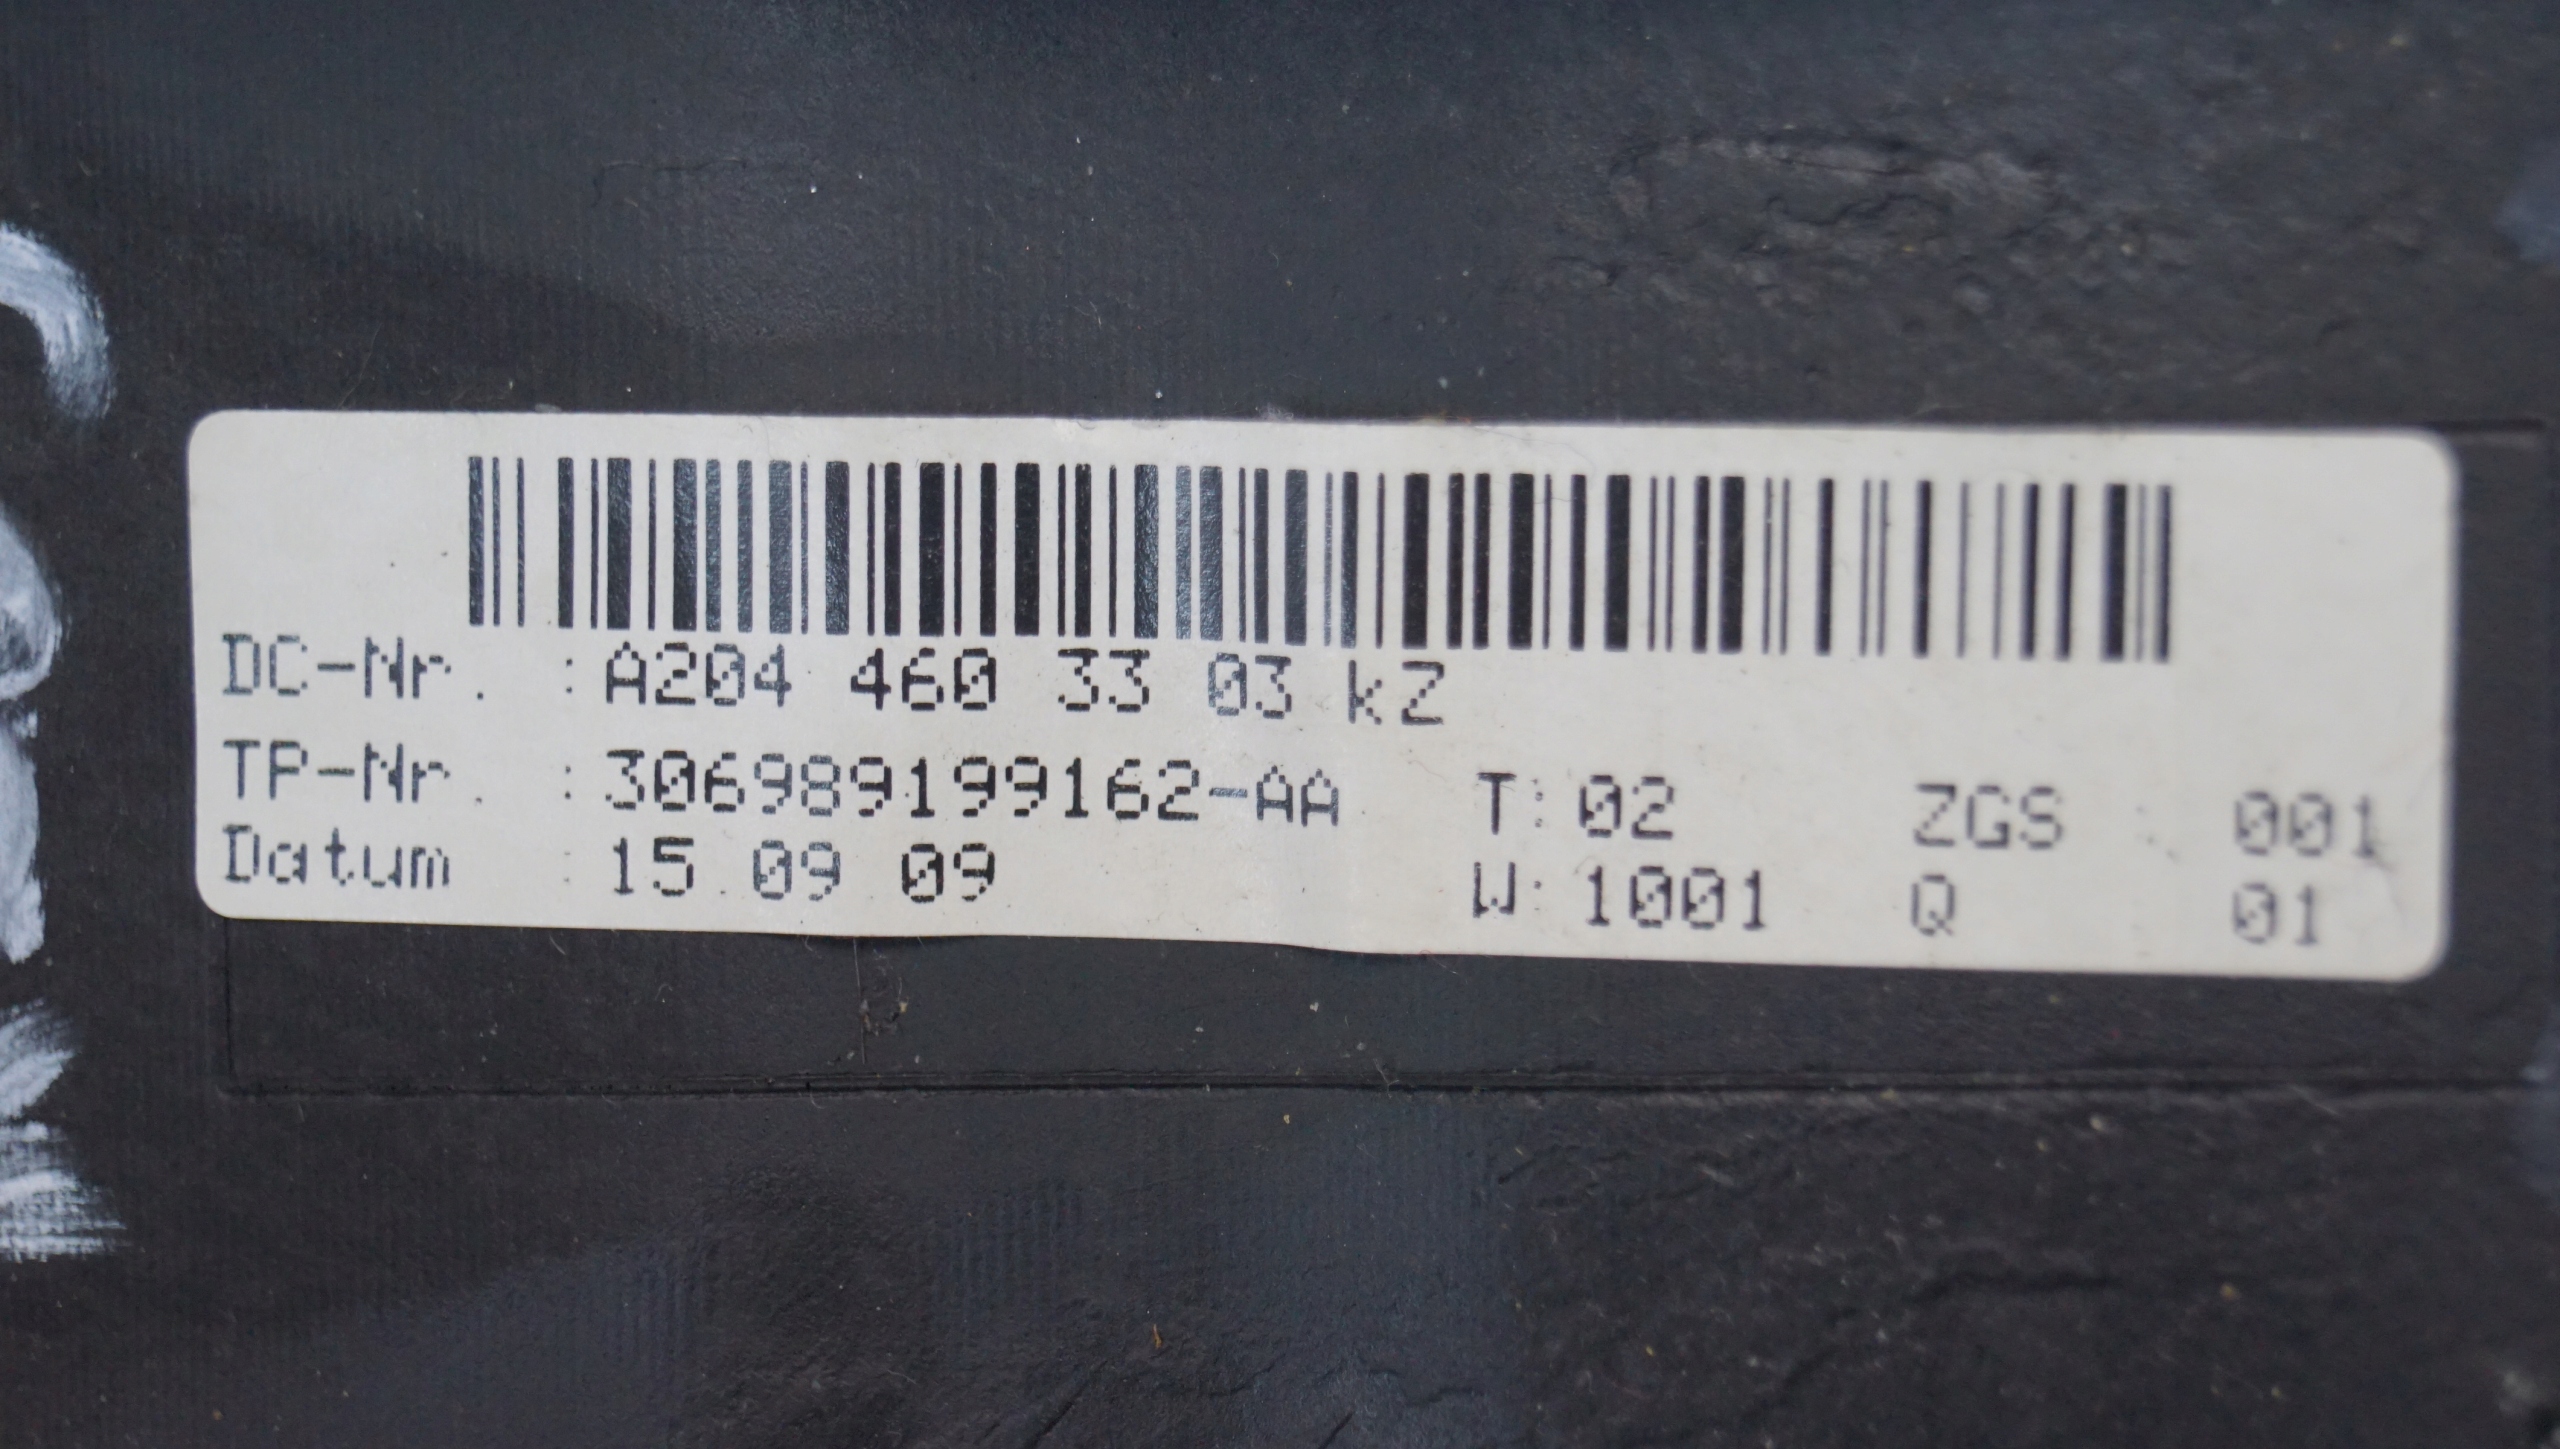 DC-Nr. : A204 460 33 03 kZ
TP-Nr. : 306989199162-AA T: 02 ZGS : 001
Datum : 15.09 09 W: 1001 Q 01